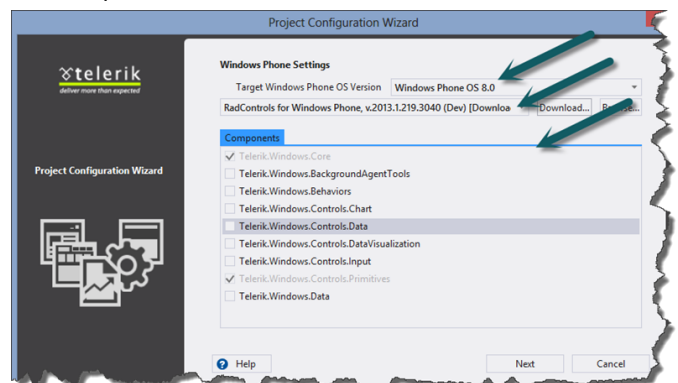 Project Configuration Wizard
telerik
deliver more than expected
Project Configuration Wizard
Windows Phone Settings
Target Windows Phone OS Version Windows Phone OS 8.0
RadControls for Windows Phone, v.2013.1.219.3040 (Dev) [Downloa Download...
Components
Telerik.Windows.Core
Telerik.Windows.BackgroundAgentTools
Telerik.Windows.Behaviors
Telerik.Windows.Controls.Chart
Telerik.Windows.Controls.Data
Telerik.Windows.Controls.DataVisualization
Telerik.Windows.Controls.Input
Telerik.Windows.Controls.Primitives
Telerik.Windows.Data
? Help Next Cancel